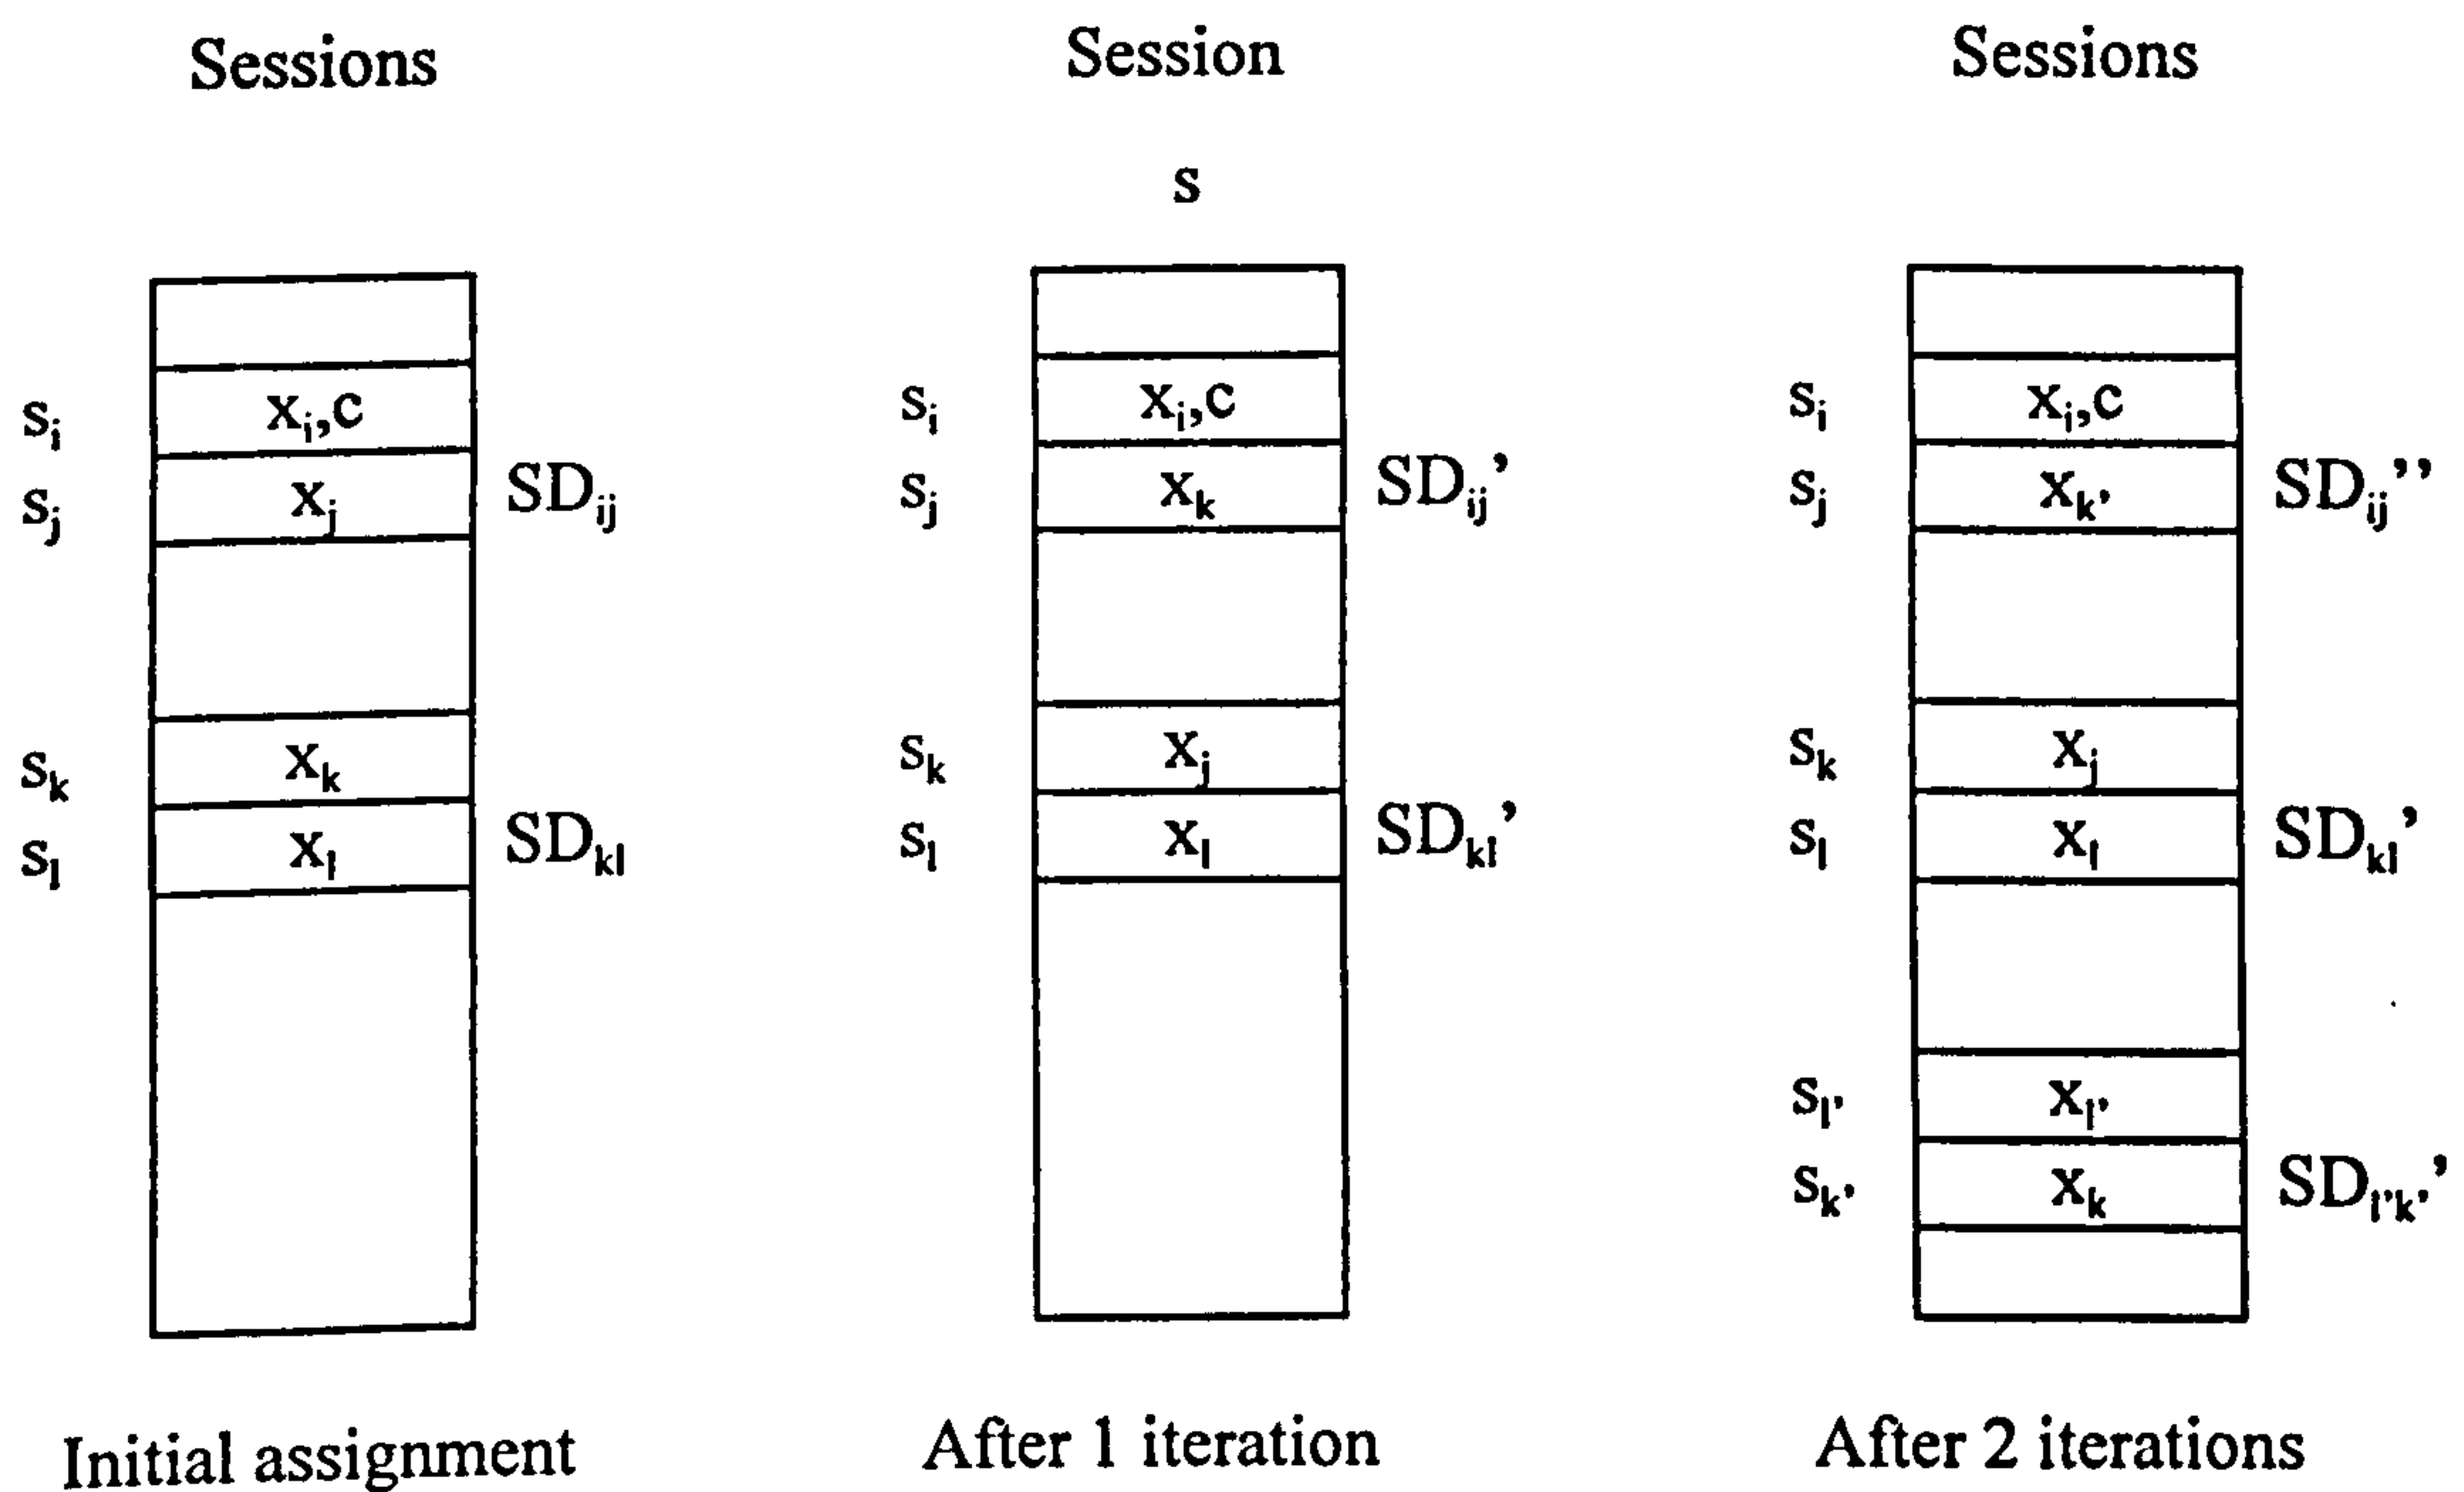 Sessions
s_i x_i,c
s_j x_j SD_ij
s_k x_k
s_l x_l SD_kl
Initial assignment
Session
s
s_i x_i,c
s_j x_k SD_ij’
s_k x_j
s_l x_l SD_kl’
After 1 iteration
Sessions
s_i x_i,c
s_j x_k’ SD_ij’’
s_k x_j
s_l x_l SD_kl’
s_l’ x_l’
s_k’ x_k SD_l’k’’
After 2 iterations